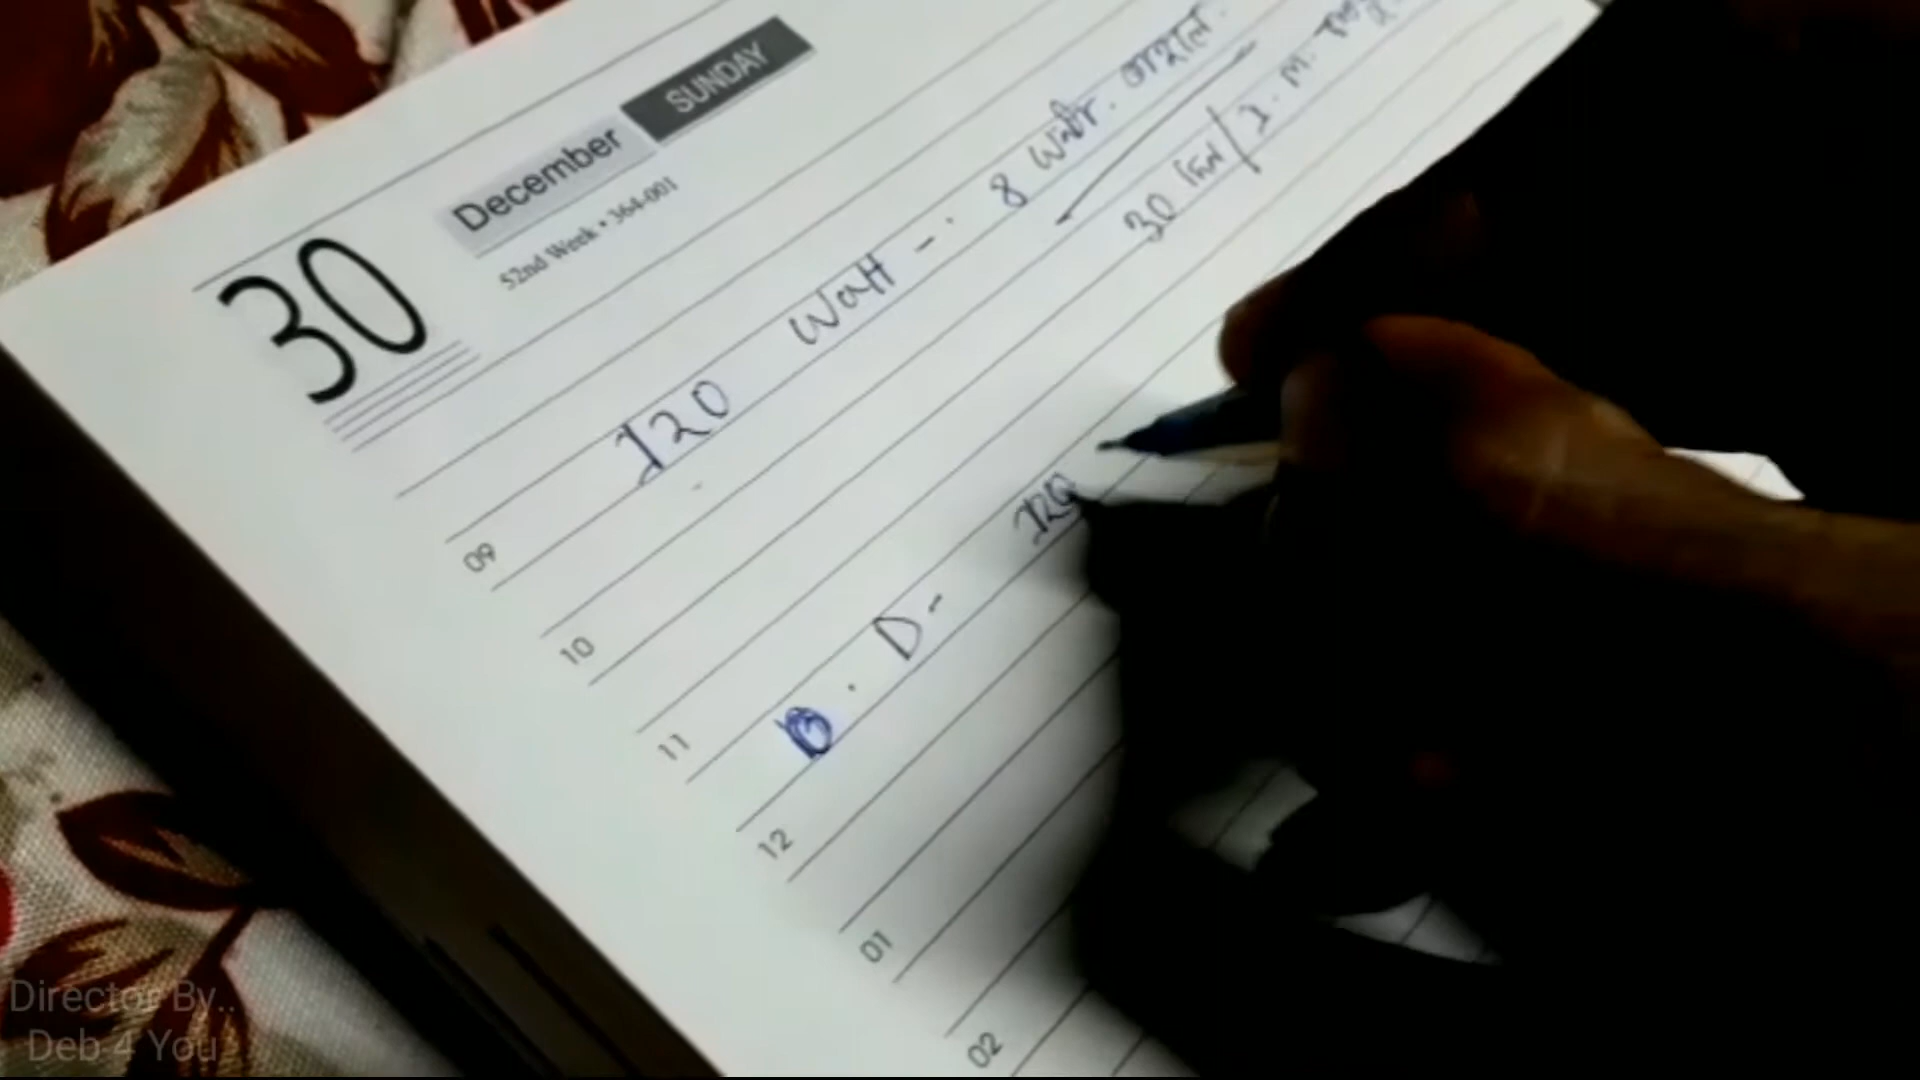 SUNDAY
December
30
52nd Week • 364-001
120 Watt - 8
30 দিন /
09
10
D - 120
11
12
01
02
Director By..
Deb 4 You